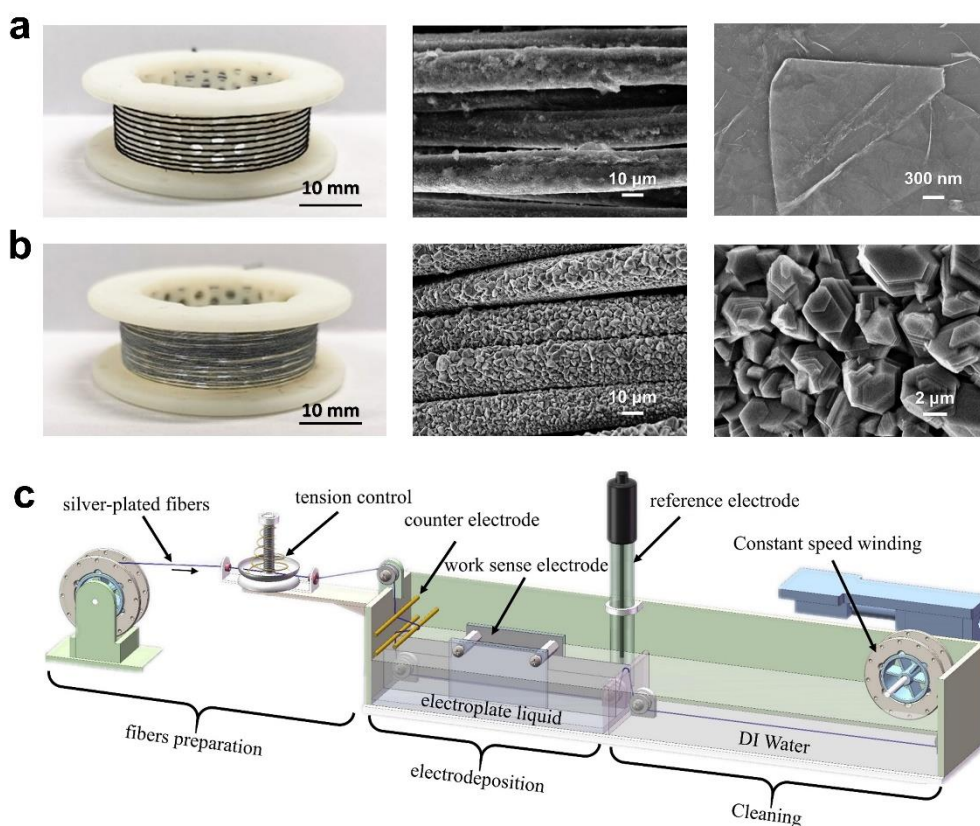 a
10 mm
10 µm
300 nm
b
10 mm
10 µm
2 µm
c
silver-plated fibers
tension control
counter electrode
work sense electrode
reference electrode
Constant speed winding
electroplate liquid
DI Water
fibers preparation
electrodeposition
Cleaning